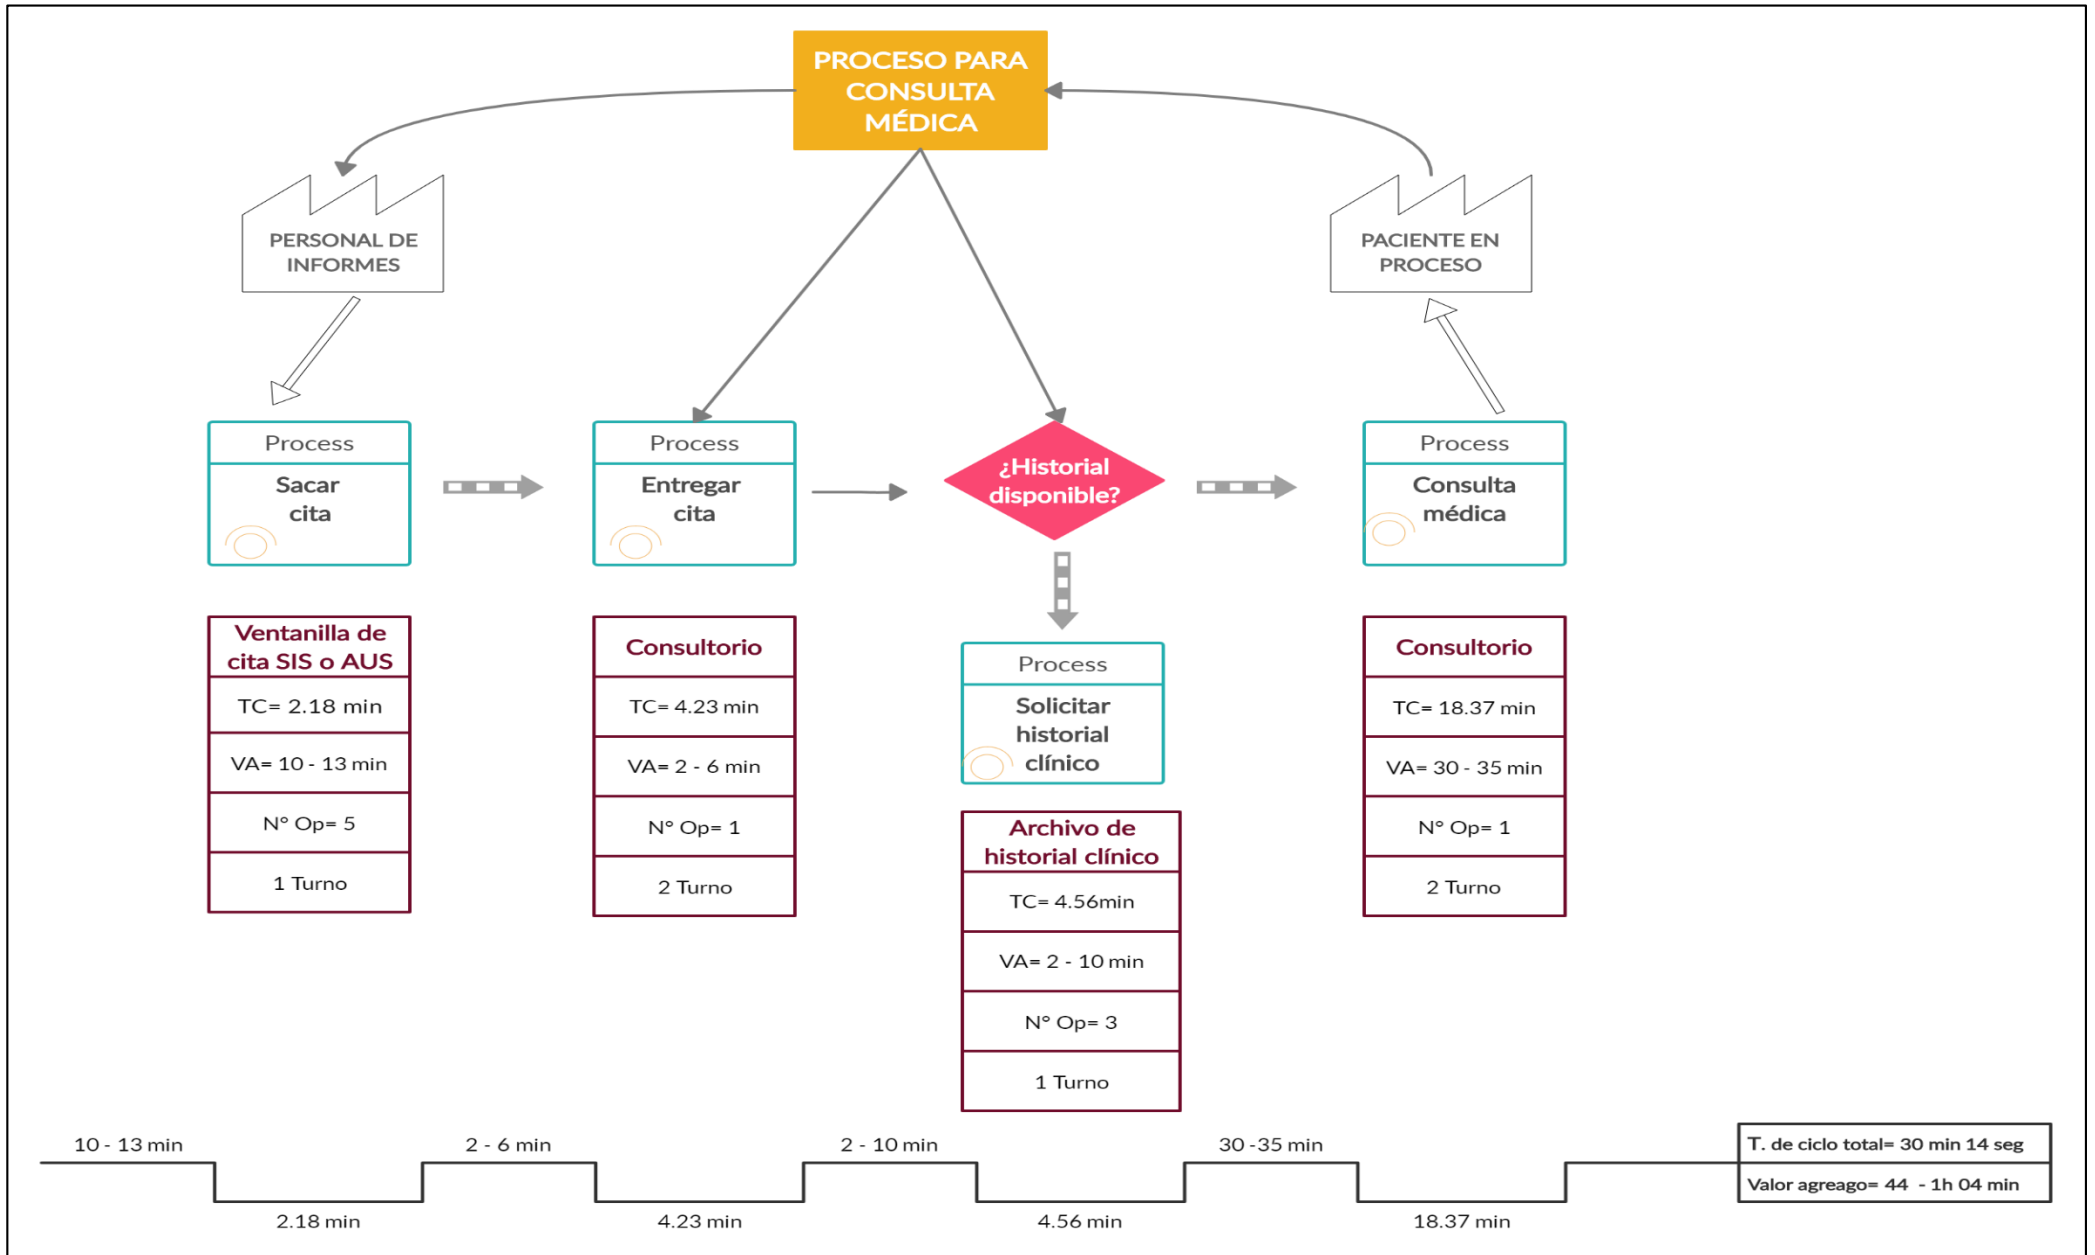 PROCESO PARA
CONSULTA
MÉDICA
PERSONAL DE
INFORMES
PACIENTE EN
PROCESO
Process
Sacar
cita
Process
Entregar
cita
¿Historial
disponible?
Process
Consulta
médica
Ventanilla de
cita SIS o AUS
TC= 2.18 min
VA= 10 - 13 min
N° Op= 5
1 Turno
Consultorio
TC= 4.23 min
VA= 2 - 6 min
N° Op= 1
2 Turno
Process
Solicitar
historial
clínico
Archivo de
historial clínico
TC= 4.56min
VA= 2 - 10 min
N° Op= 3
1 Turno
Consultorio
TC= 18.37 min
VA= 30 - 35 min
N° Op= 1
2 Turno
10 - 13 min
2 - 6 min
2 - 10 min
30 -35 min
2.18 min
4.23 min
4.56 min
18.37 min
T. de ciclo total= 30 min 14 seg
Valor agreago= 44 - 1h 04 min